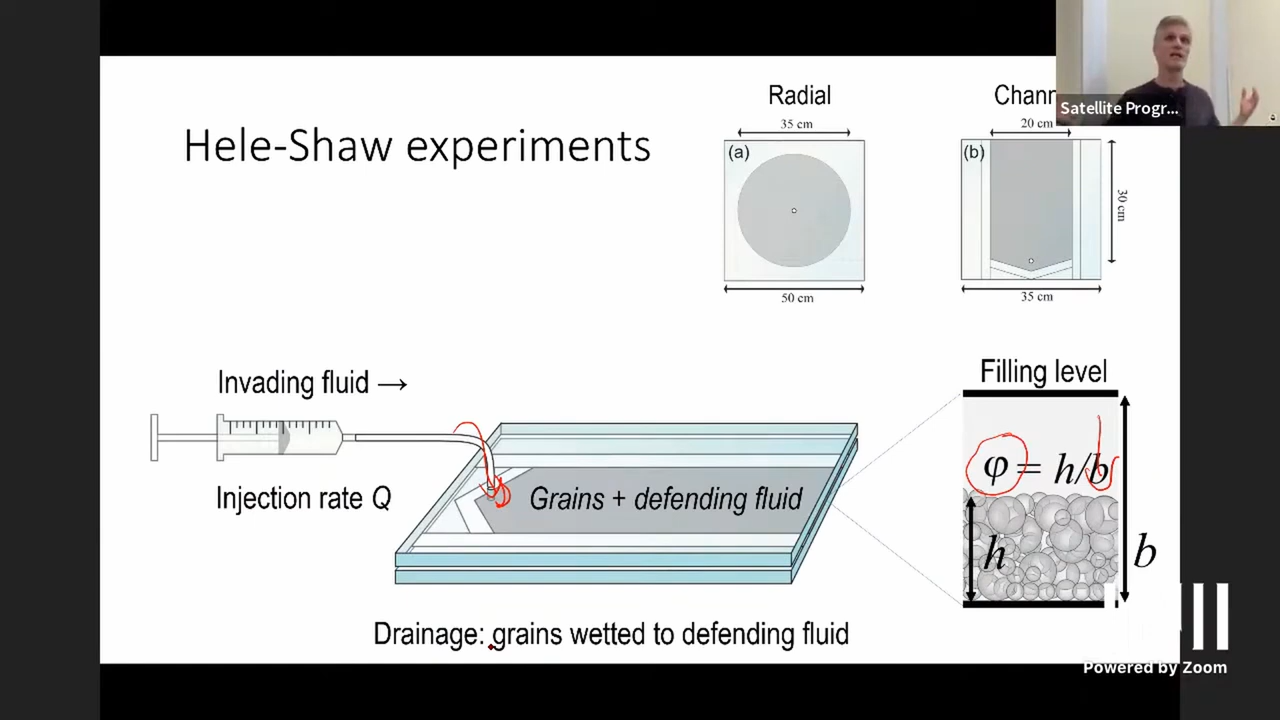 Hele-Shaw experiments
Radial
35 cm
(a)
50 cm
Chann
20 cm
(b)
30 cm
35 cm
Satellite Progr...
Invading fluid →
Injection rate Q
Grains + defending fluid
Filling level
φ = h/b
h
b
Drainage: grains wetted to defending fluid
Powered by Zoom